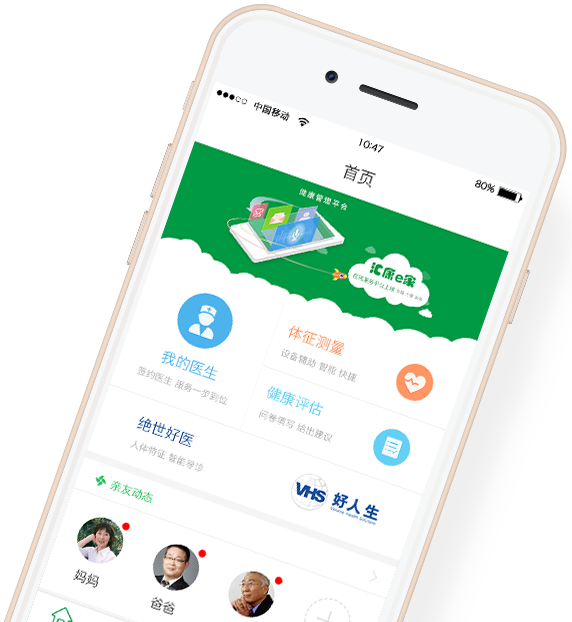 中国移动
10:47
80%
首页
健康管理平台
汇康e家
我的医生
签约医生 服务一步到位
体征测量
设备辅助 智能 快捷
健康评估
问卷填写 给出建议
绝世好医
人体特征 智能导诊
VHS 好人生
亲友动态
妈妈
爸爸